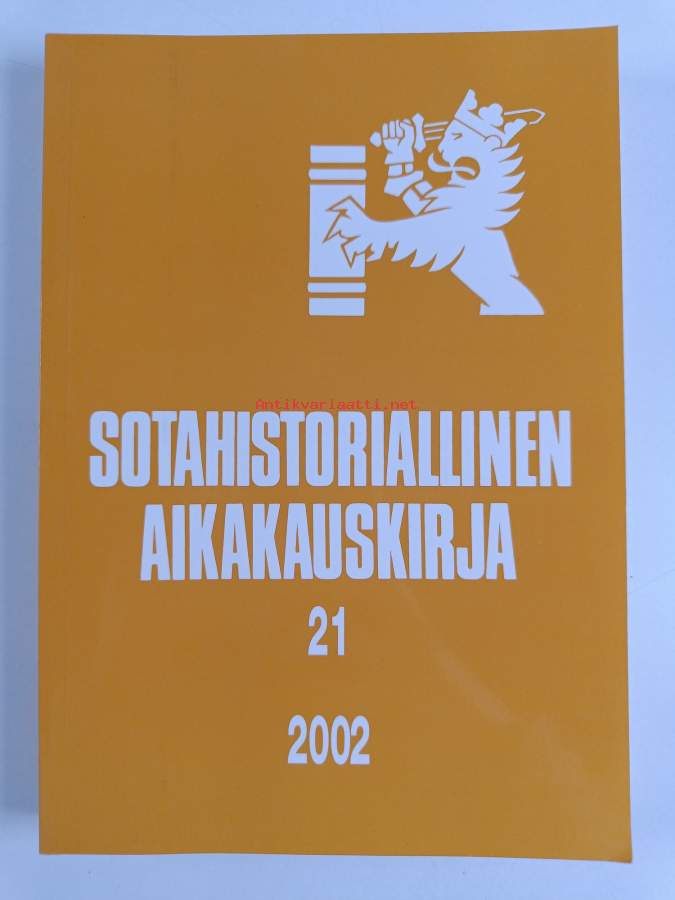 Antikvariaatti.net
SOTAHISTORIALLINEN
AIKAKAUSKIRJA
21
2002